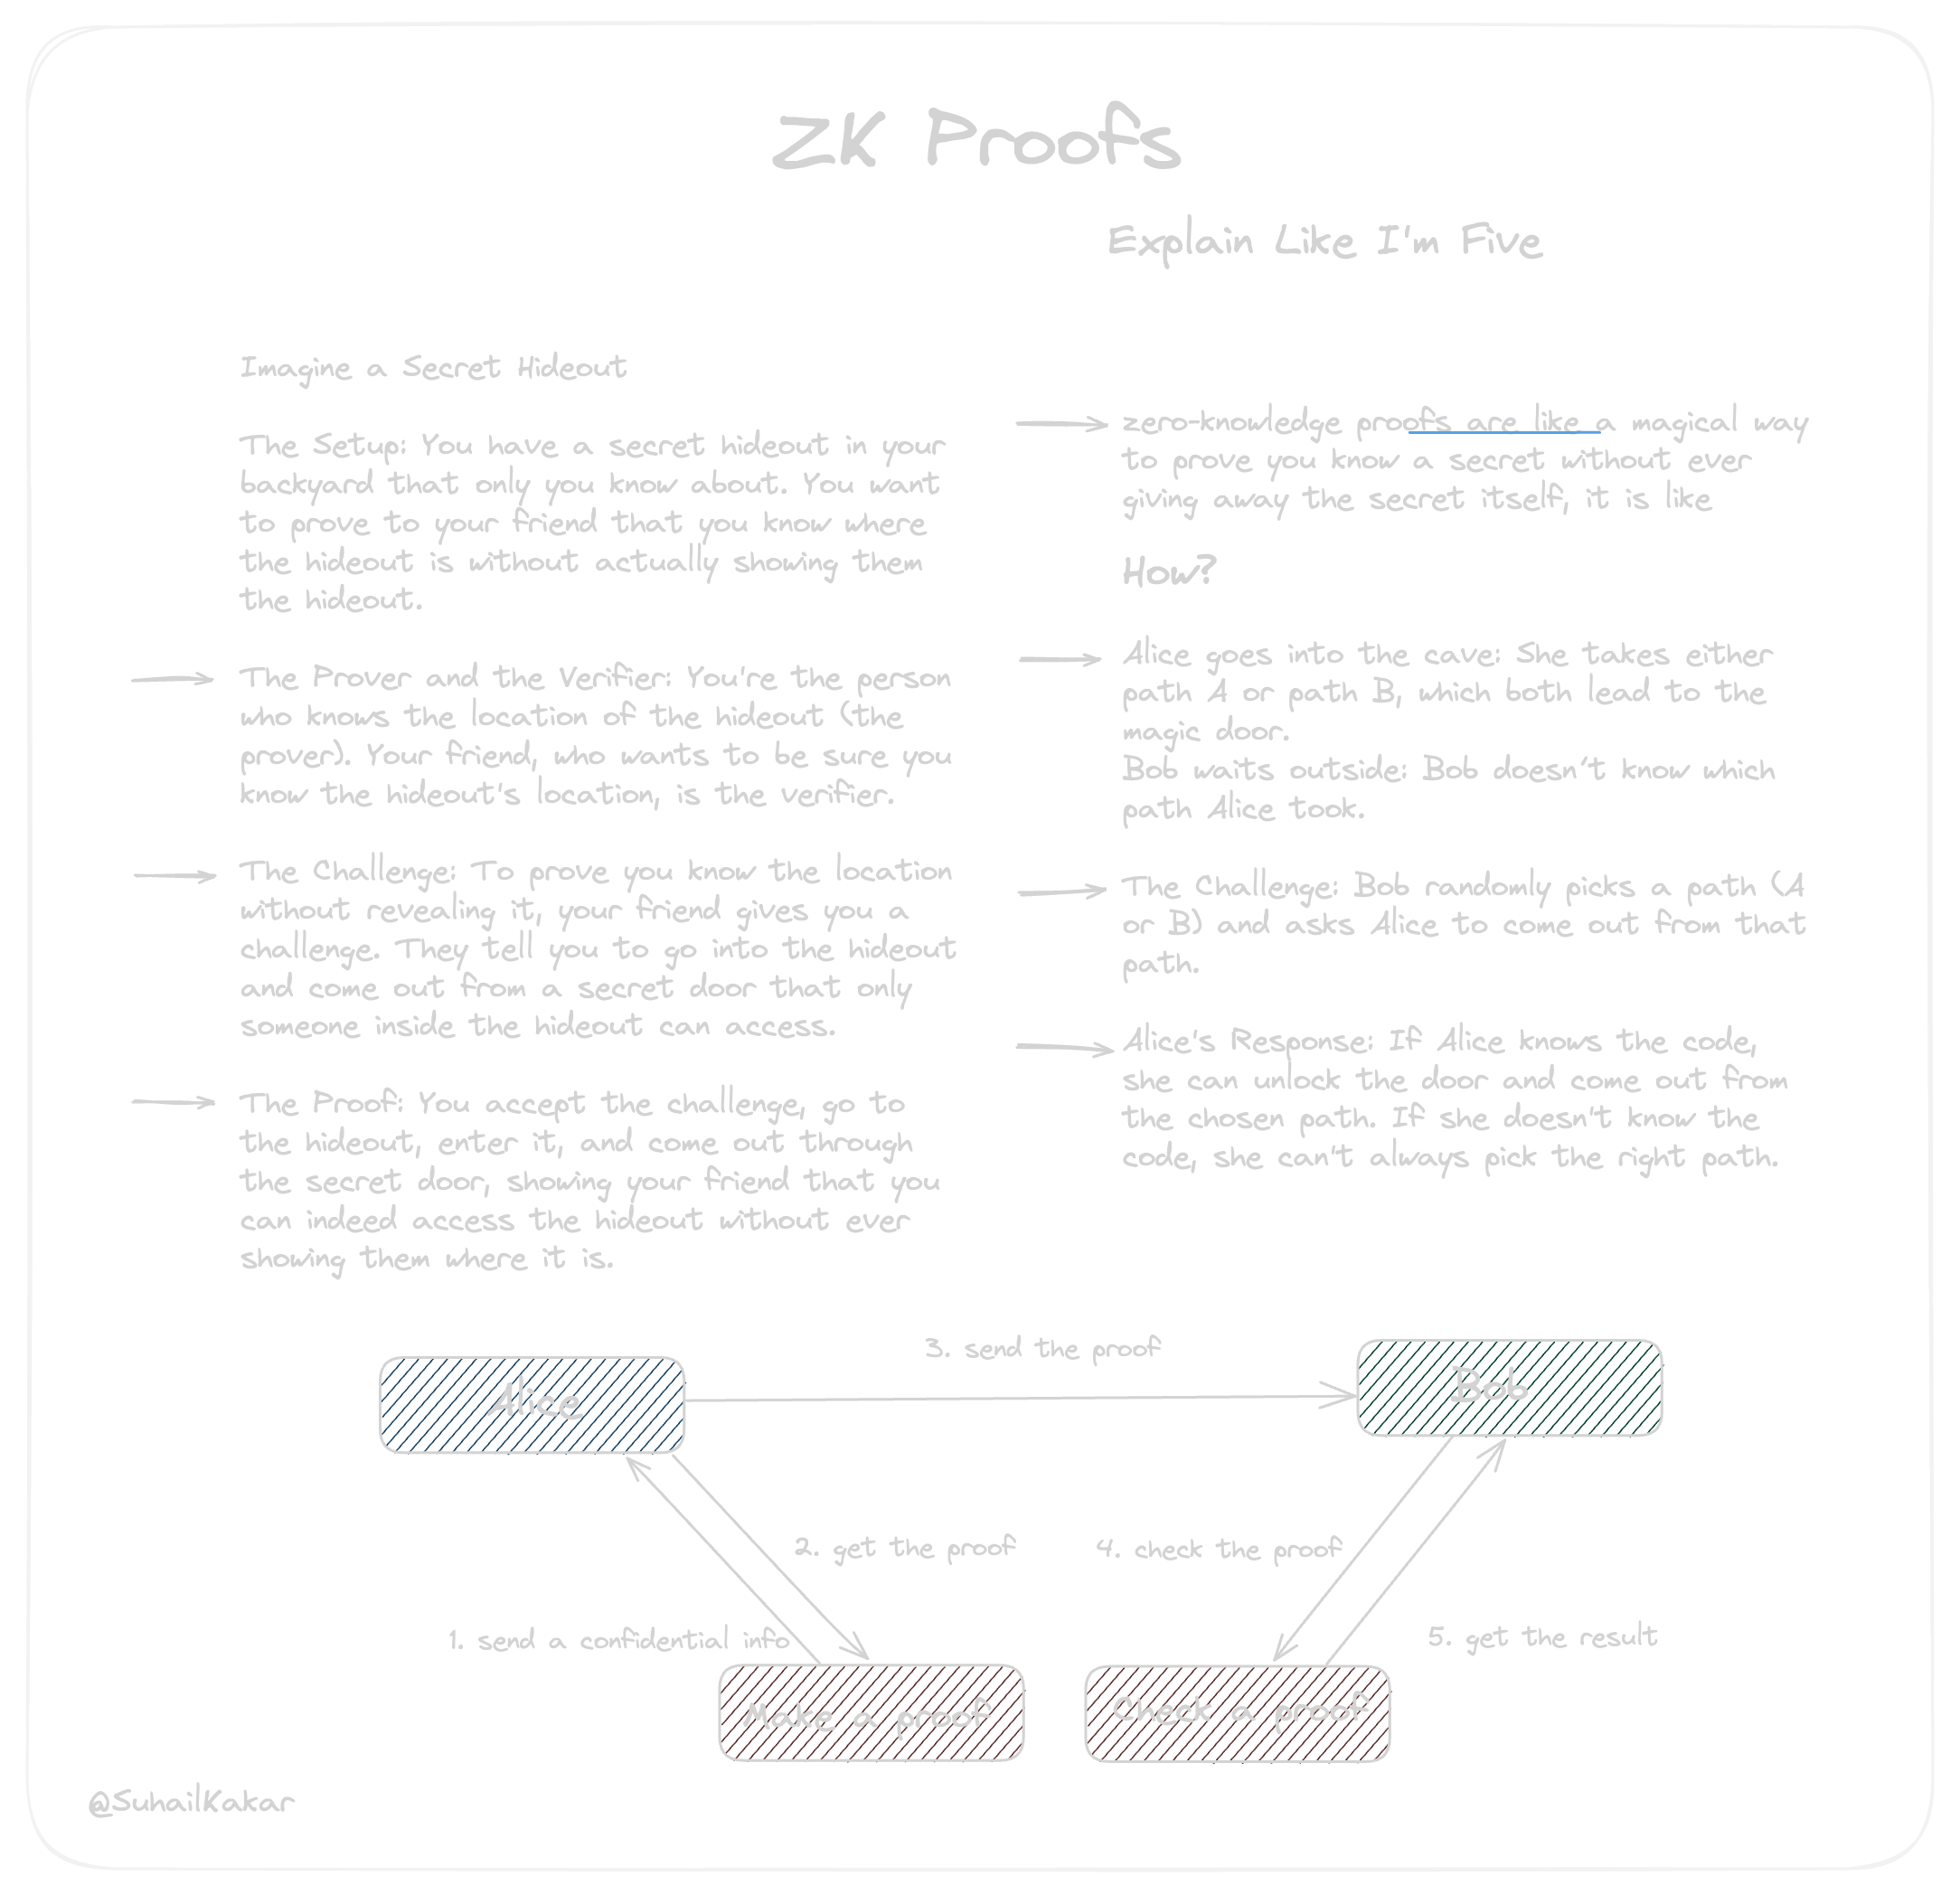 ZK Proofs
Explain Like I'm Five
Imagine a Secret Hideout
The Setup: You have a secret hideout in your
backyard that only you know about. You want
to prove to your friend that you know where
the hideout is without actually showing them
the hideout.
The Prover and the Verifier: You're the person
who knows the location of the hideout (the
prover). Your friend, who wants to be sure you
know the hideout's location, is the verifier.
The Challenge: To prove you know the location
without revealing it, your friend gives you a
challenge. They tell you to go into the hideout
and come out from a secret door that only
someone inside the hideout can access.
The Proof: You accept the challenge, go to
the hideout, enter it, and come out through
the secret door, showing your friend that you
can indeed access the hideout without ever
showing them where it is.
zero-knowledge proofs are like a magical way
to prove you know a secret without ever
giving away the secret itself, it is like
How?
Alice goes into the cave: She takes either
path A or path B, which both lead to the
magic door.
Bob waits outside: Bob doesn't know which
path Alice took.
The Challenge: Bob randomly picks a path (A
or B) and asks Alice to come out from that
path.
Alice's Response: If Alice knows the code,
she can unlock the door and come out from
the chosen path. If she doesn't know the
code, she can't always pick the right path.
3. send the proof
Alice
Bob
2. get the proof
4. check the proof
1. send a confidential info
5. get the result
Make a proof
Check a proof
@SuhailKakar